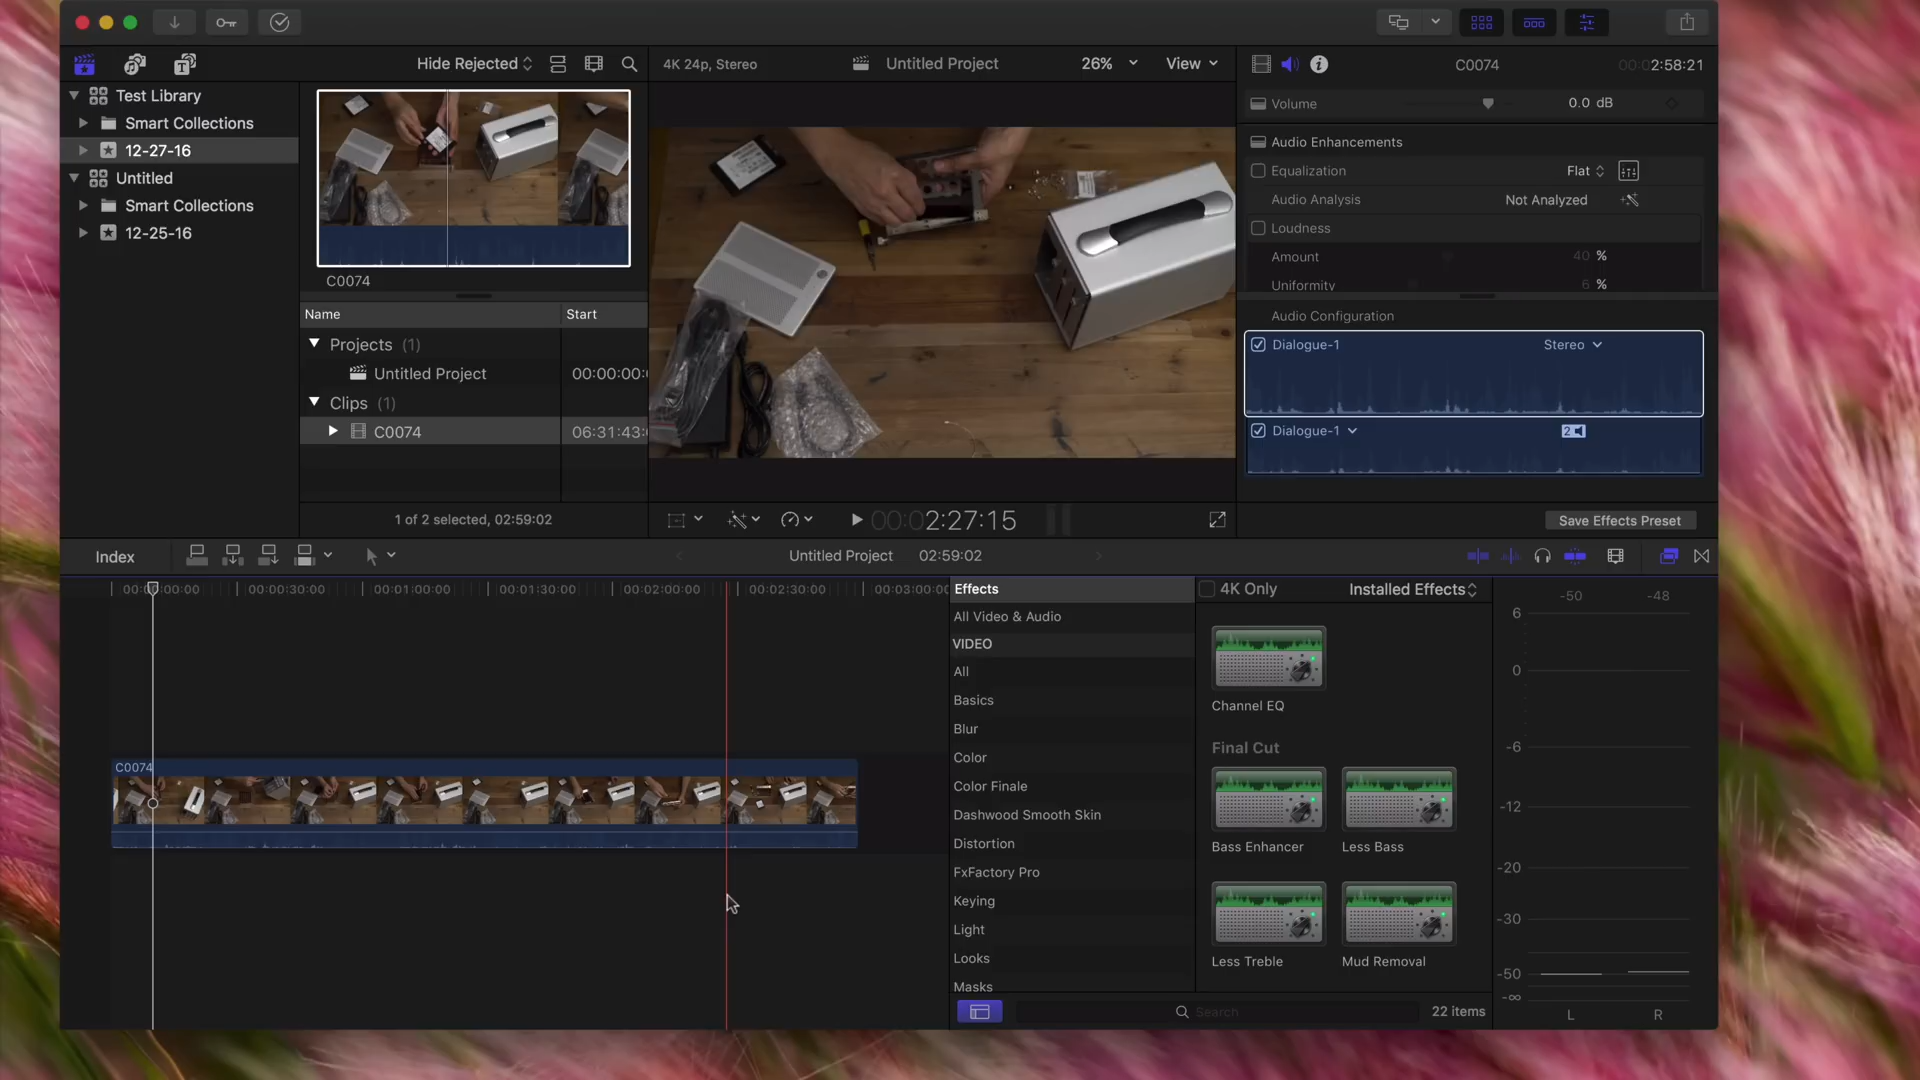 Hide Rejected
4K 24p, Stereo
Untitled Project
26%
View
C0074
00:02:58:21
Test Library
Smart Collections
12-27-16
Untitled
Smart Collections
12-25-16
C0074
Name
Start
Projects (1)
Untitled Project
00:00:00:
Clips (1)
C0074
06:31:43:
1 of 2 selected, 02:59:02
00:02:27:15
Volume
0.0 dB
Audio Enhancements
Equalization
Flat
Audio Analysis
Not Analyzed
Loudness
Amount
40 %
Uniformity
6 %
Audio Configuration
Dialogue-1
Stereo
Dialogue-1
2
Save Effects Preset
Index
Untitled Project
02:59:02
00:00:30:00
00:01:00:00
00:01:30:00
00:02:00:00
00:02:30:00
00:03:00:00
C0074
Effects
All Video & Audio
VIDEO
All
Basics
Blur
Color
Color Finale
Dashwood Smooth Skin
Distortion
FxFactory Pro
Keying
Light
Looks
Masks
4K Only
Installed Effects
Channel EQ
Final Cut
Bass Enhancer
Less Bass
Less Treble
Mud Removal
Search
22 items
-50
-48
6
0
-6
-12
-20
-30
-50
-∞
L
R